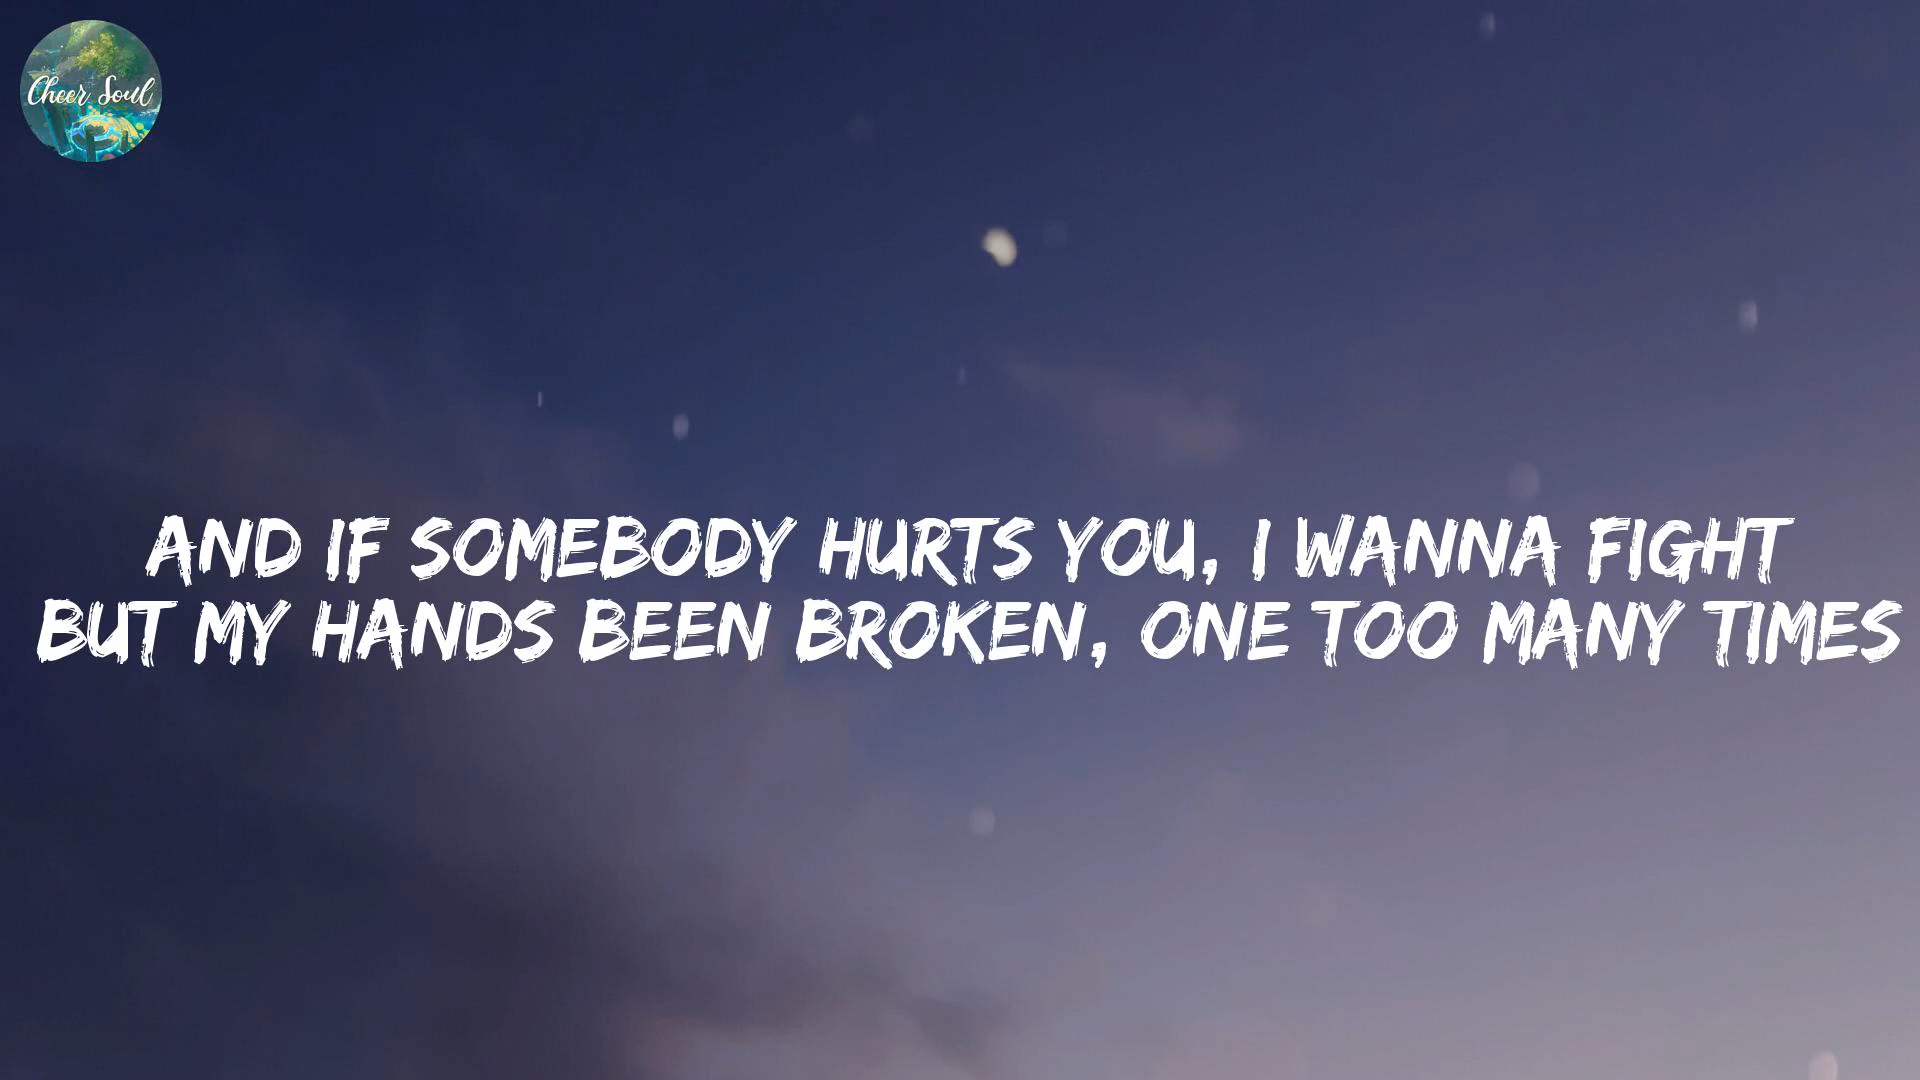 Cheer Soul
AND IF SOMEBODY HURTS YOU, I WANNA FIGHT
BUT MY HANDS BEEN BROKEN, ONE TOO MANY TIMES